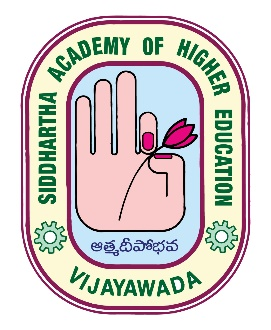 SIDDHARTHA ACADEMY OF HIGHER EDUCATION
ఆత్మదీపోభవ
VIJAYAWADA